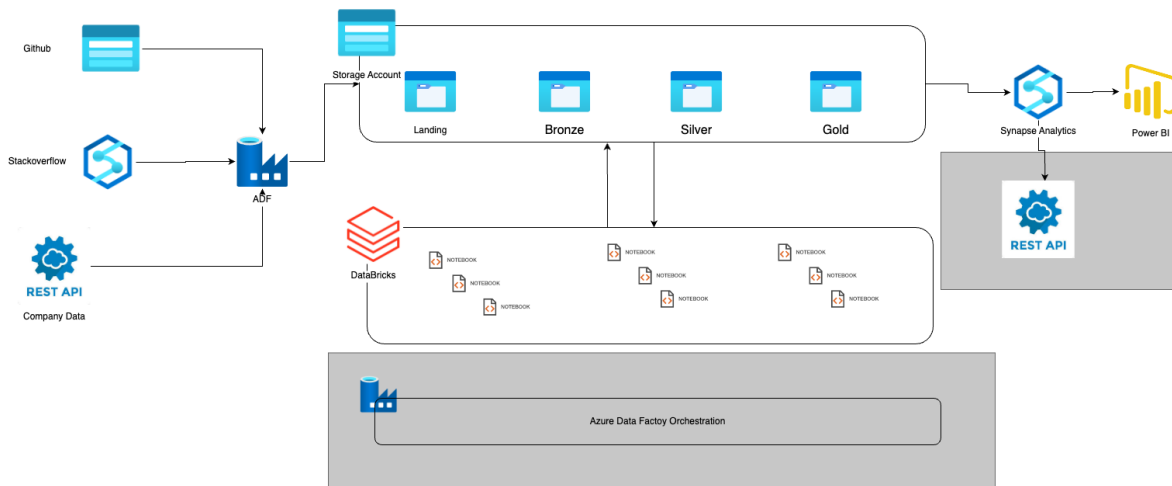 Github
Storage Account
Landing
Bronze
Silver
Gold
Synapse Analytics
Power BI
Stackoverflow
ADF
REST API
Company Data
DataBricks
NOTEBOOK
NOTEBOOK
NOTEBOOK
NOTEBOOK
NOTEBOOK
NOTEBOOK
NOTEBOOK
NOTEBOOK
NOTEBOOK
REST API
Azure Data Factoy Orchestration